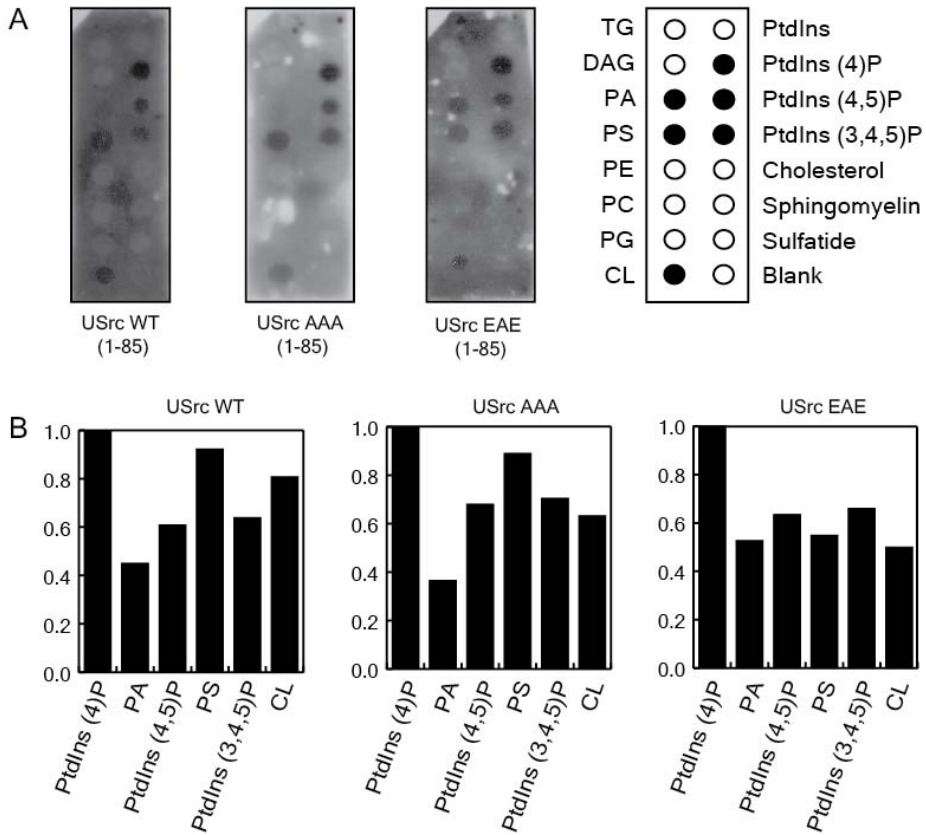 A
TG PtdIns
DAG PtdIns (4)P
PA PtdIns (4,5)P
PS PtdIns (3,4,5)P
PE Cholesterol
PC Sphingomyelin
PG Sulfatide
CL Blank
USrc WT
(1-85)
USrc AAA
(1-85)
USrc EAE
(1-85)
B
USrc WT
1.0
0.8
0.6
0.4
0.2
0.0
PtdIns (4)P
PA
PtdIns (4,5)P
PS
PtdIns (3,4,5)P
CL
USrc AAA
1.0
0.8
0.6
0.4
0.2
0.0
PtdIns (4)P
PA
PtdIns (4,5)P
PS
PtdIns (3,4,5)P
CL
USrc EAE
1.0
0.8
0.6
0.4
0.2
0.0
PtdIns (4)P
PA
PtdIns (4,5)P
PS
PtdIns (3,4,5)P
CL